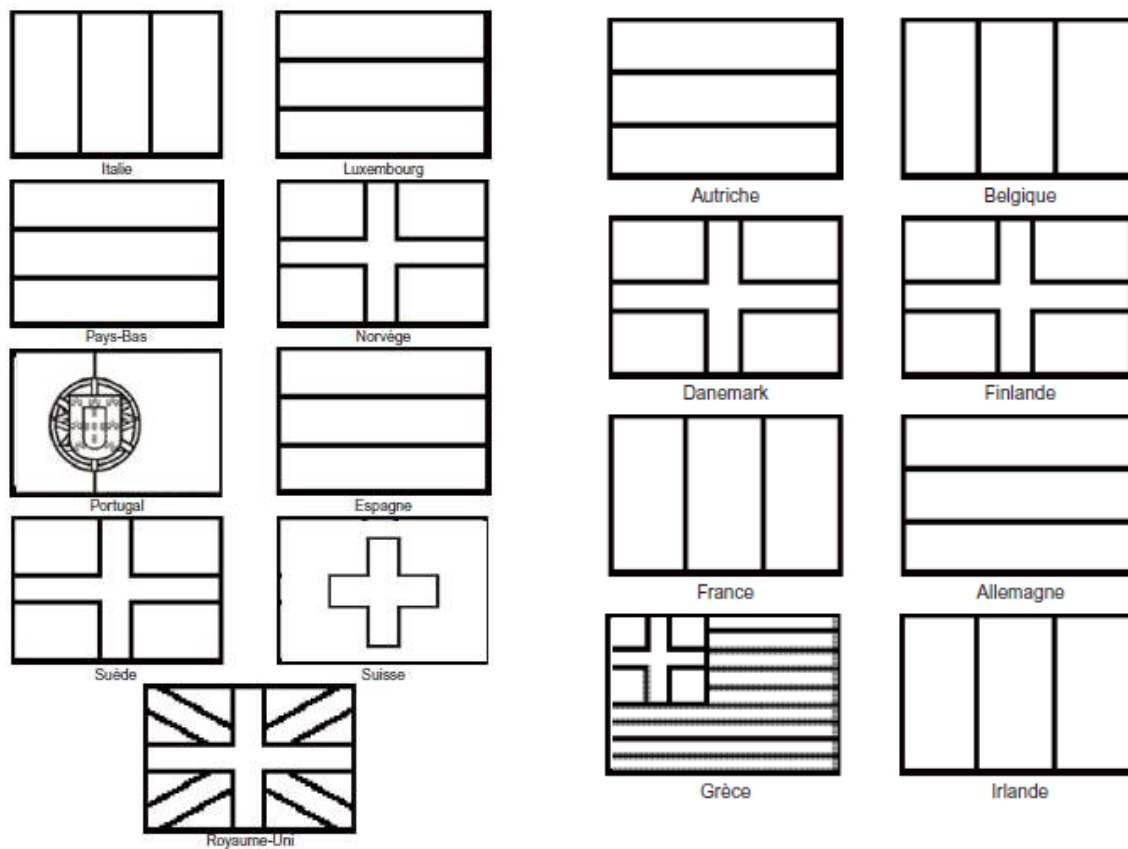 Italie
Luxembourg
Pays-Bas
Norvège
Portugal
Espagne
Suède
Suisse
Royaume-Uni
Autriche
Belgique
Danemark
Finlande
France
Allemagne
Grèce
Irlande